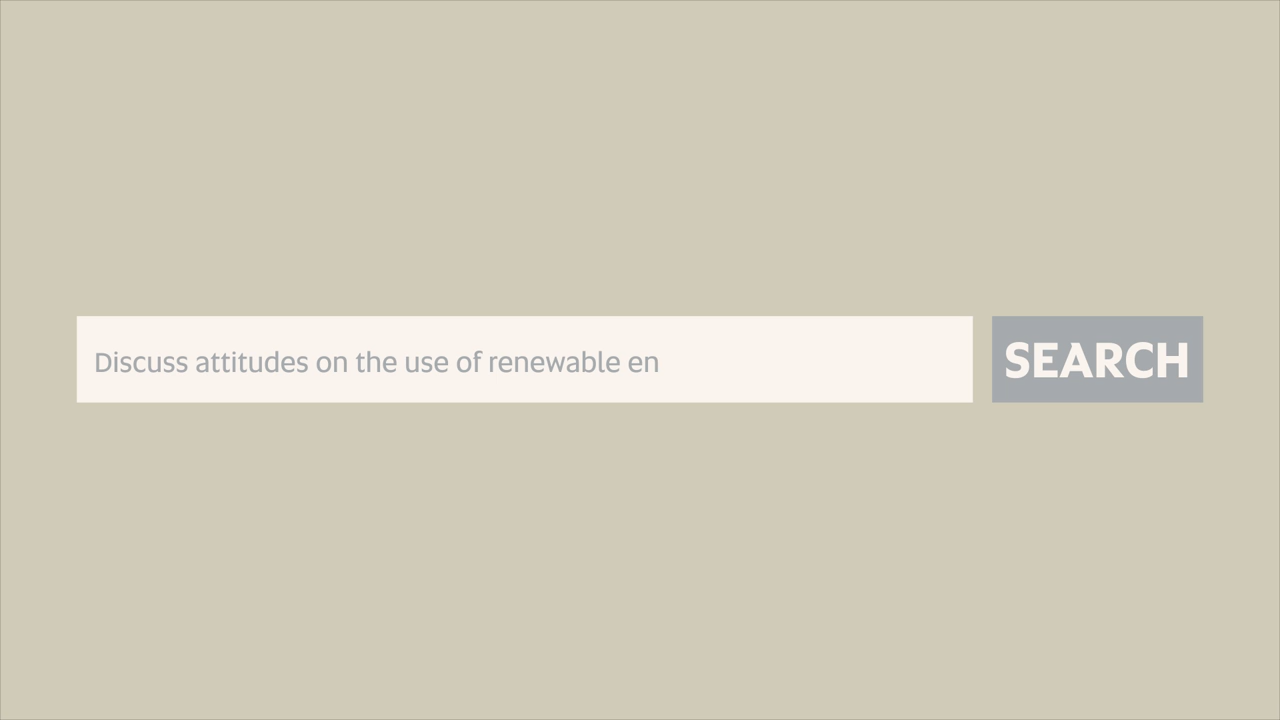 Discuss attitudes on the use of renewable en
SEARCH